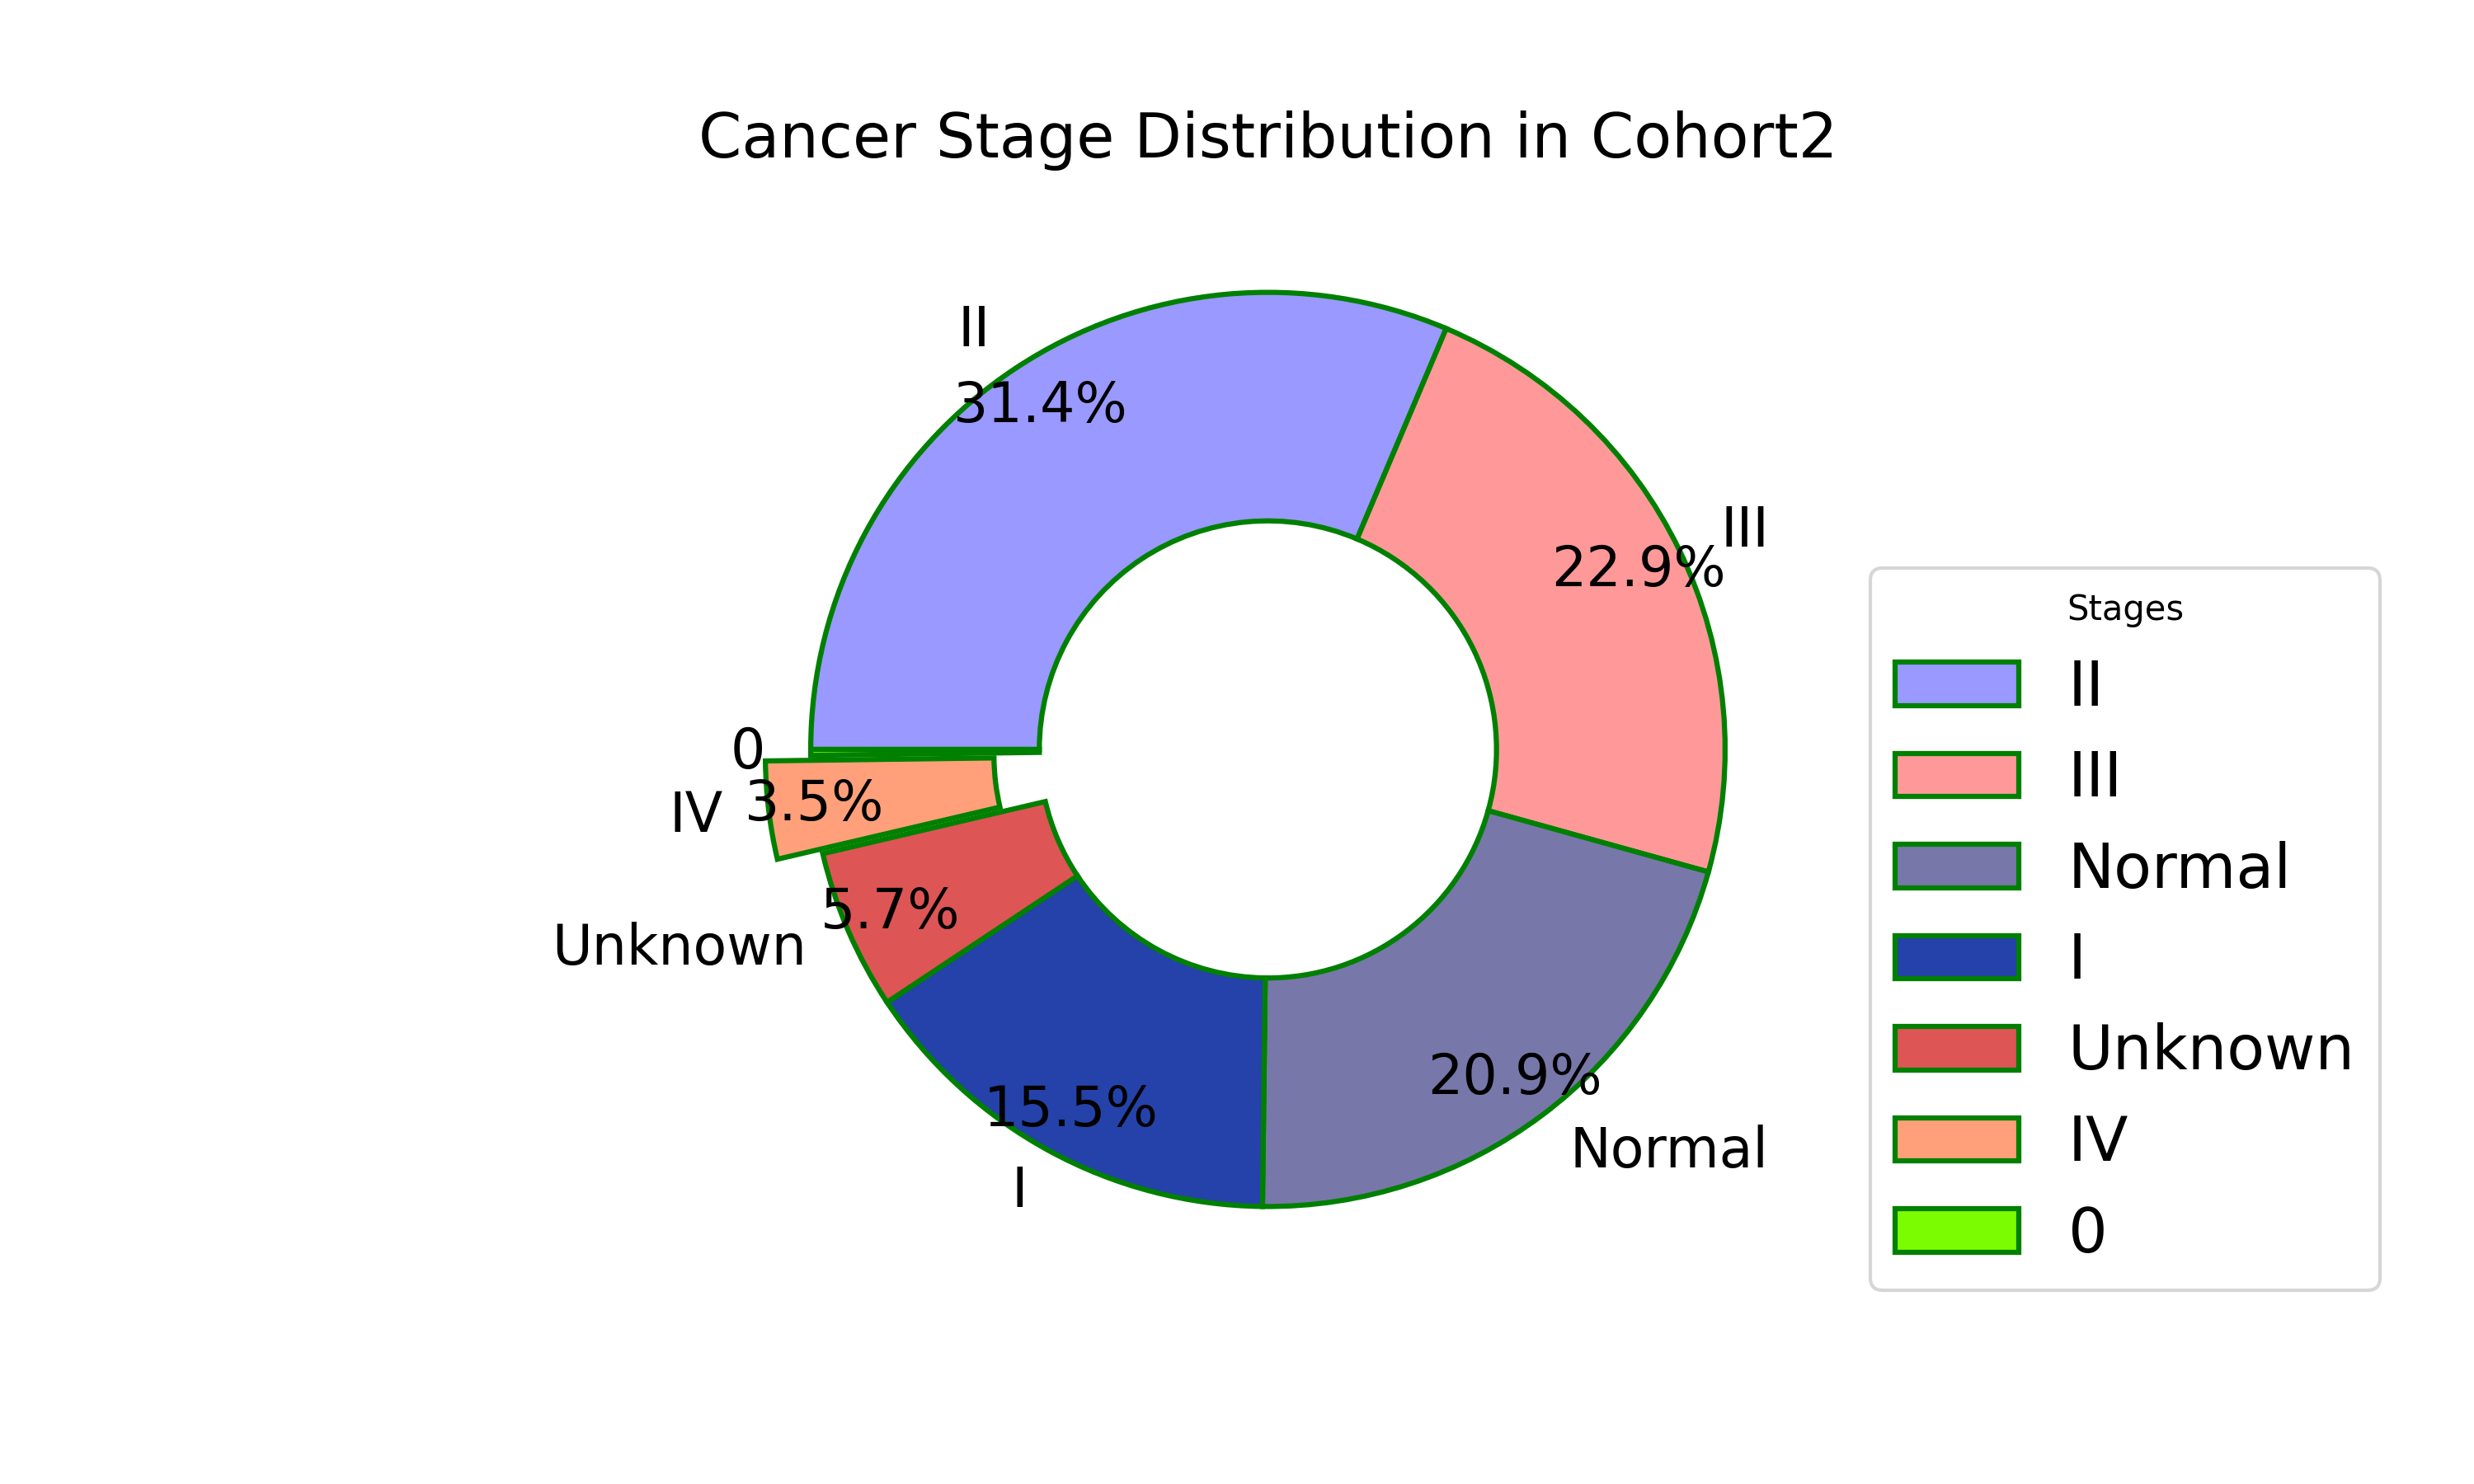 Cancer Stage Distribution in Cohort2
II
31.4%
III
22.9%
0
IV
3.5%
5.7%
Unknown
20.9%
15.5%
Normal
I
Stages
II
III
Normal
I
Unknown
IV
0